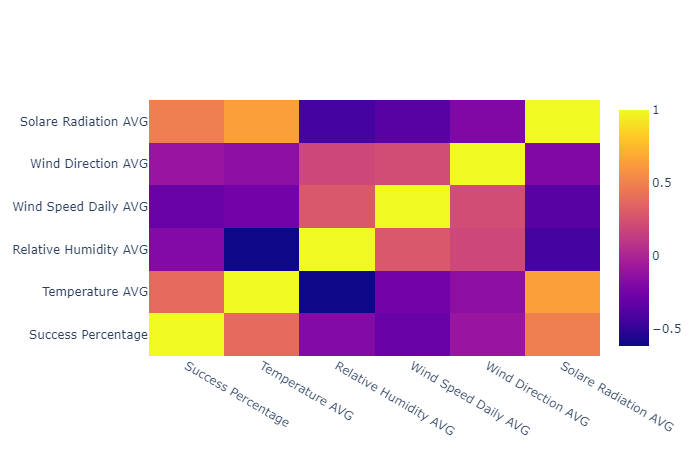 Solare Radiation AVG
Wind Direction AVG
Wind Speed Daily AVG
Relative Humidity AVG
Temperature AVG
Success Percentage
Success Percentage
Temperature AVG
Relative Humidity AVG
Wind Speed Daily AVG
Wind Direction AVG
Solare Radiation AVG
1
0.5
0
−0.5